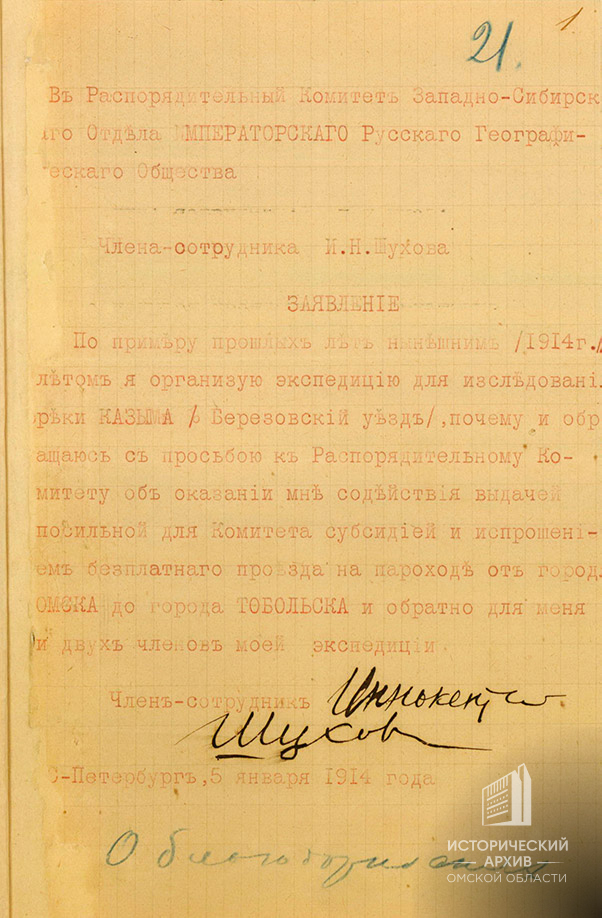 21.
1.
Въ Распорядительный Комитетъ Западно-Сибирск
аго Отдѣла ИМПЕРАТОРСКАГО Русскаго Географи-
ческаго Общества
Члена-сотрудника И.Н.Шухова
ЗАЯВЛЕНІЕ
По примѣру прошлыхъ лѣтъ нынѣшнимъ /1914г./
лѣтомъ я организую экспедицію для изслѣдовані
рѣки КАЗЫМА /Березовскій уѣздъ/,почему и обр
ащаюсь съ просьбою къ Распорядительному Ко-
митету объ оказаніи мнѣ содѣйствія выдачей
посильной для Комитета субсидіей и испрошені-
емъ безплатнаго проѣзда на пароходѣ отъ город
ОМСКА до города ТОБОЛЬСКА и обратно для меня
и двухъ членовъ моей экспедиціи.
Членъ-сотрудникъ Иннокентій
Шухов
С-Петербургъ,5 января 1914 года
ИСТОРИЧЕСКИЙ
АРХИВ
ОМСКОЙ ОБЛАСТИ